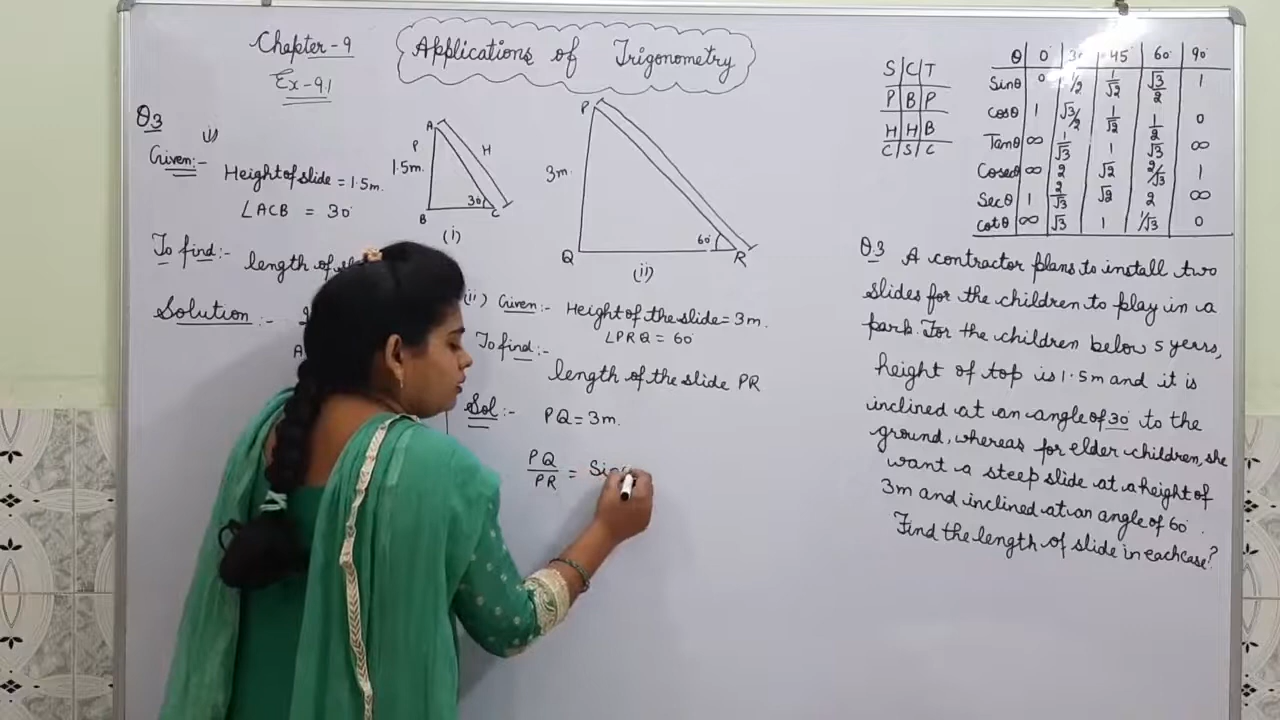 Chapter-9
Ex-9.1
Applications of Trigonometry
Q3
i)
Given:-
Height of slide = 1.5m.
∠ACB = 30°
To find:-
length of
Solution:-
A
P
H
1.5m.
30°
B
C
(i)
P
3m.
60°
Q
R
(ii)
(ii) Given:- Height of the slide = 3m.
∠PRQ = 60°
To find:-
length of the slide PR
Sol:- PQ = 3m.
PQ/PR = Sin
S | C | T
P | B | P
H | H | B
C | S | C
θ | 0° | 3 | 45° | 60° | 90°
Sinθ 0 1/2 1/√2 √3/2 1
Cosθ 1 √3/2 1/√2 1/2 0
Tanθ ∞ 1/√3 1 √3 ∞
Cosecθ ∞ 2 √2 2/√3 1
Secθ 1 2/√3 √2 2 ∞
Cotθ ∞ √3 1 1/√3 0
Q.3 A contractor plans to install two
slides for the children to play in a
park. For the children below 5 years,
height of top is 1.5m and it is
inclined at an angle of 30° to the
ground, whereas for elder children, she
want a steep slide at a height of
3m and inclined at an angle of 60°.
Find the length of slide in each case?